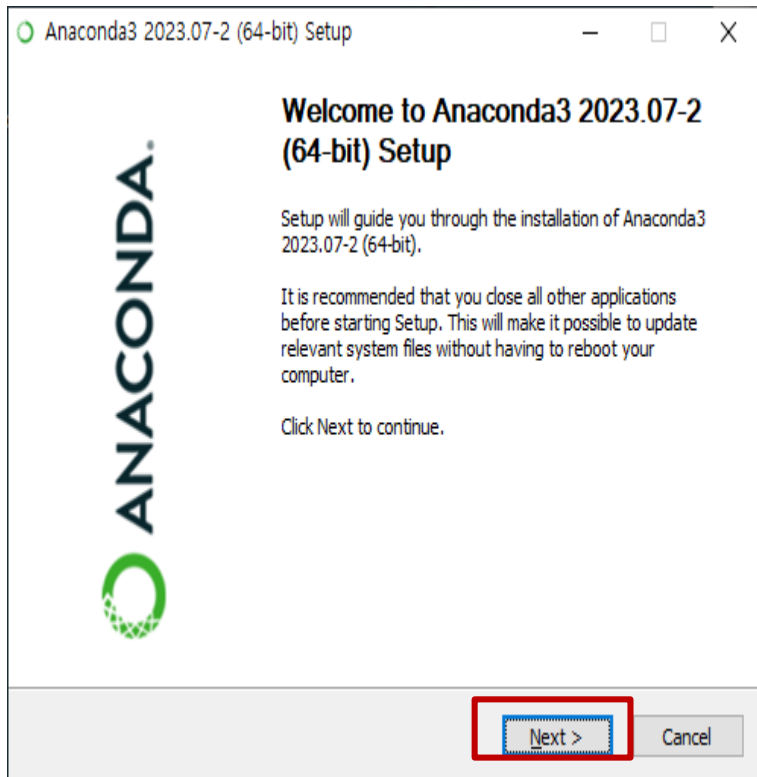 Anaconda3 2023.07-2 (64-bit) Setup
Welcome to Anaconda3 2023.07-2
(64-bit) Setup
ANACONDA.
Setup will guide you through the installation of Anaconda3
2023.07-2 (64-bit).
It is recommended that you close all other applications
before starting Setup. This will make it possible to update
relevant system files without having to reboot your
computer.
Click Next to continue.
Next >
Cancel